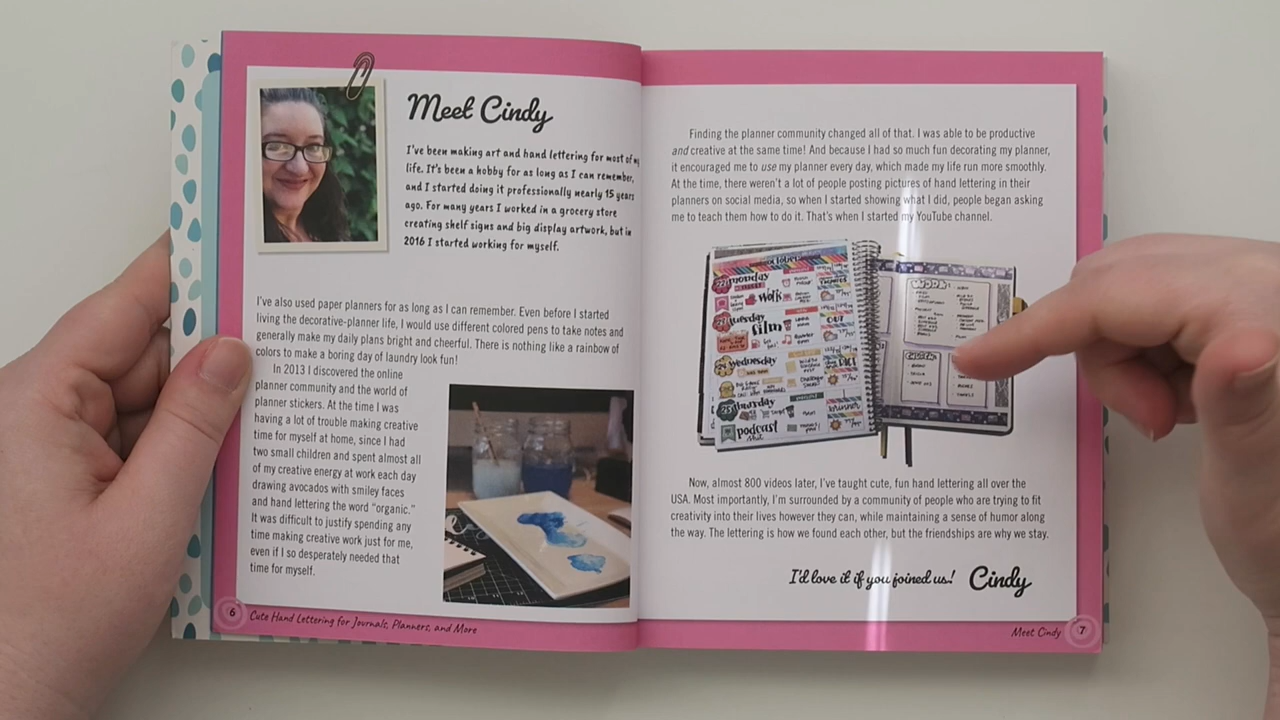 Meet Cindy
I've been making art and hand lettering for most of my
life. It's been a hobby for as long as I can remember,
and I started doing it professionally nearly 15 years
ago. For many years I worked in a grocery store
creating shelf signs and big display artwork, but in
2016 I started working for myself.
I've also used paper planners for as long as I can remember. Even before I started
living the decorative-planner life, I would use different colored pens to take notes and
generally make my daily plans bright and cheerful. There is nothing like a rainbow of
colors to make a boring day of laundry look fun!
In 2013 I discovered the online
planner community and the world of
planner stickers. At the time I was
having a lot of trouble making creative
time for myself at home, since I had
two small children and spent almost all
of my creative energy at work each day
drawing avocados with smiley faces
and hand lettering the word “organic.”
It was difficult to justify spending any
time making creative work just for me,
even if I so desperately needed that
time for myself.
6 Cute Hand Lettering for Journals, Planners, and More
Finding the planner community changed all of that. I was able to be productive
and creative at the same time! And because I had so much fun decorating my planner,
it encouraged me to use my planner every day, which made my life run more smoothly.
At the time, there weren't a lot of people posting pictures of hand lettering in their
planners on social media, so when I started showing what I did, people began asking
me to teach them how to do it. That's when I started my YouTube channel.
monday
work
tuesday
film
OUT
wednesday
thursday
brunner
podcast
WORK:
Now, almost 800 videos later, I've taught cute, fun hand lettering all over the
USA. Most importantly, I'm surrounded by a community of people who are trying to fit
creativity into their lives however they can, while maintaining a sense of humor along
the way. The lettering is how we found each other, but the friendships are why we stay.
I'd love it if you joined us! Cindy
Meet Cindy 7